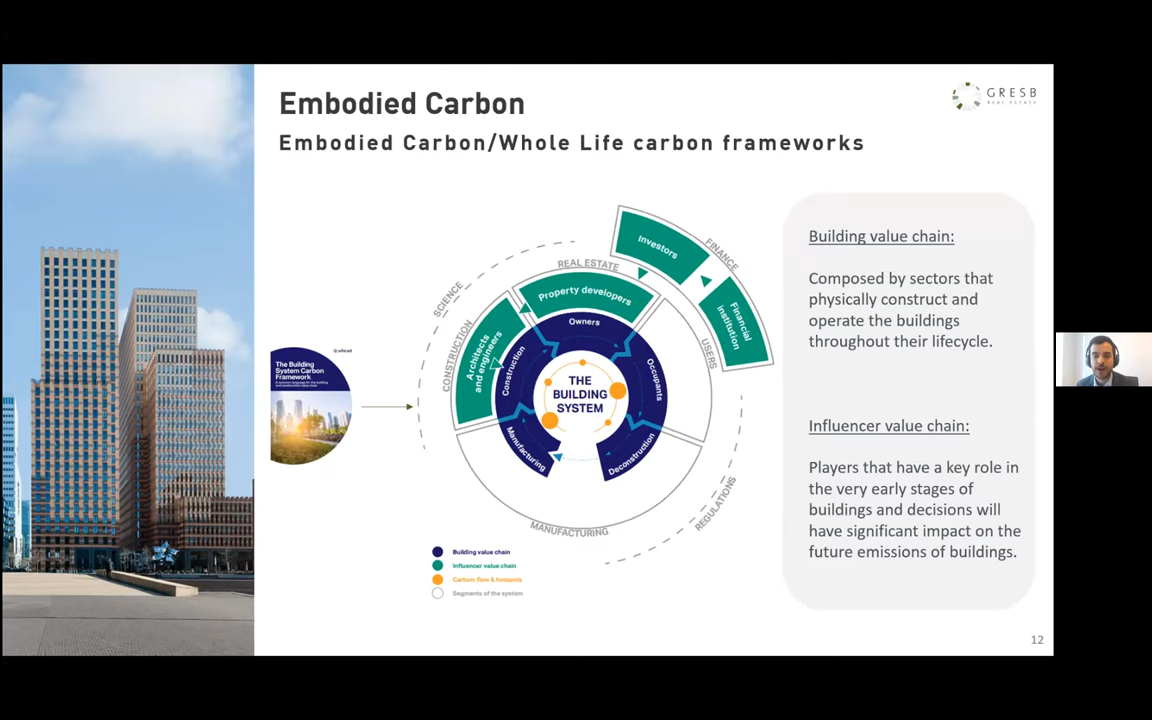 Embodied Carbon
Embodied Carbon/Whole Life carbon frameworks
GRESB
REAL ESTATE
The Building
System Carbon
Framework
SCIENCE
CONSTRUCTION
REAL ESTATE
FINANCE
USERS
REGULATIONS
MANUFACTURING
Investors
Financial
institution
Property developers
Architects
and engineers
Owners
Construction
Occupants
Manufacturing
Deconstruction
THE
BUILDING
SYSTEM
Building value chain
Influencer value chain
Carbon: flow & hotspots
Segments of the system
Building value chain:
Composed by sectors that
physically construct and
operate the buildings
throughout their lifecycle.
Influencer value chain:
Players that have a key role in
the very early stages of
buildings and decisions will
have significant impact on the
future emissions of buildings.
12